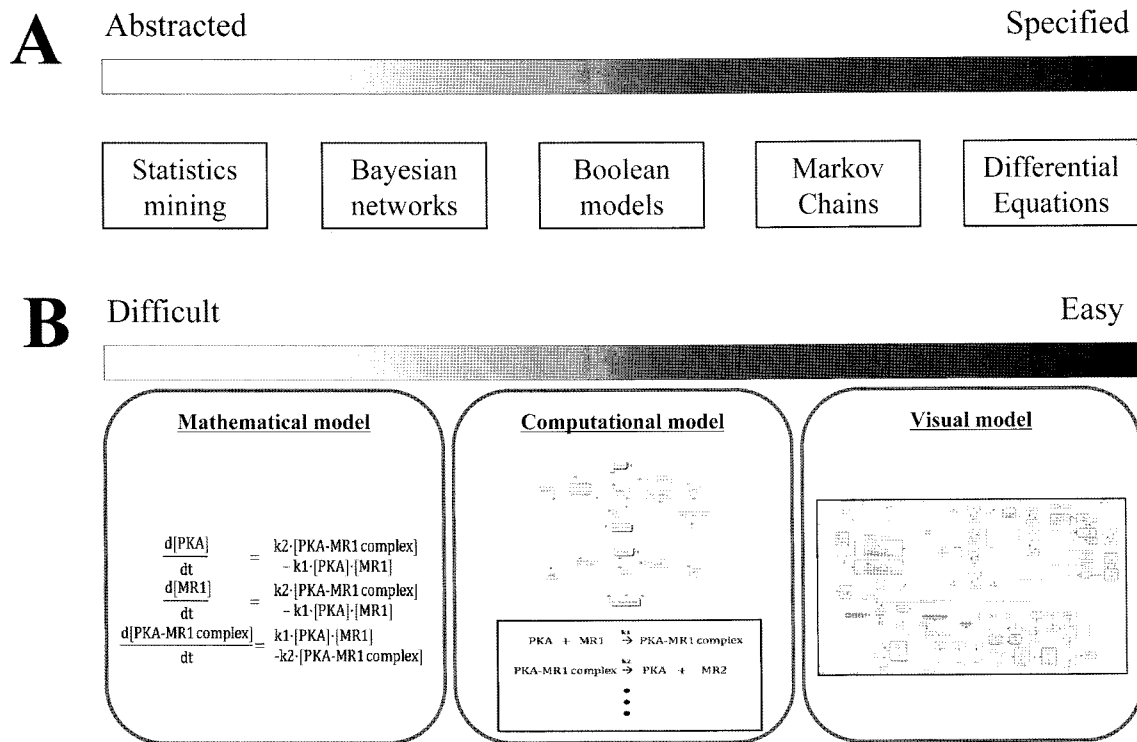 A
Abstracted
Specified
Statistics
mining
Bayesian
networks
Boolean
models
Markov
Chains
Differential
Equations
B
Difficult
Easy
Mathematical model
d[PKA]
dt
=
k2·[PKA-MR1 complex]
– k1·[PKA]·[MR1]
d[MR1]
dt
=
k2·[PKA-MR1 complex]
– k1·[PKA]·[MR1]
d[PKA-MR1 complex]
dt
=
k1·[PKA]·[MR1]
-k2·[PKA-MR1 complex]
Computational model
k1
PKA + MR1 → PKA-MR1 complex
k2
PKA-MR1 complex → PKA + MR2
Visual model